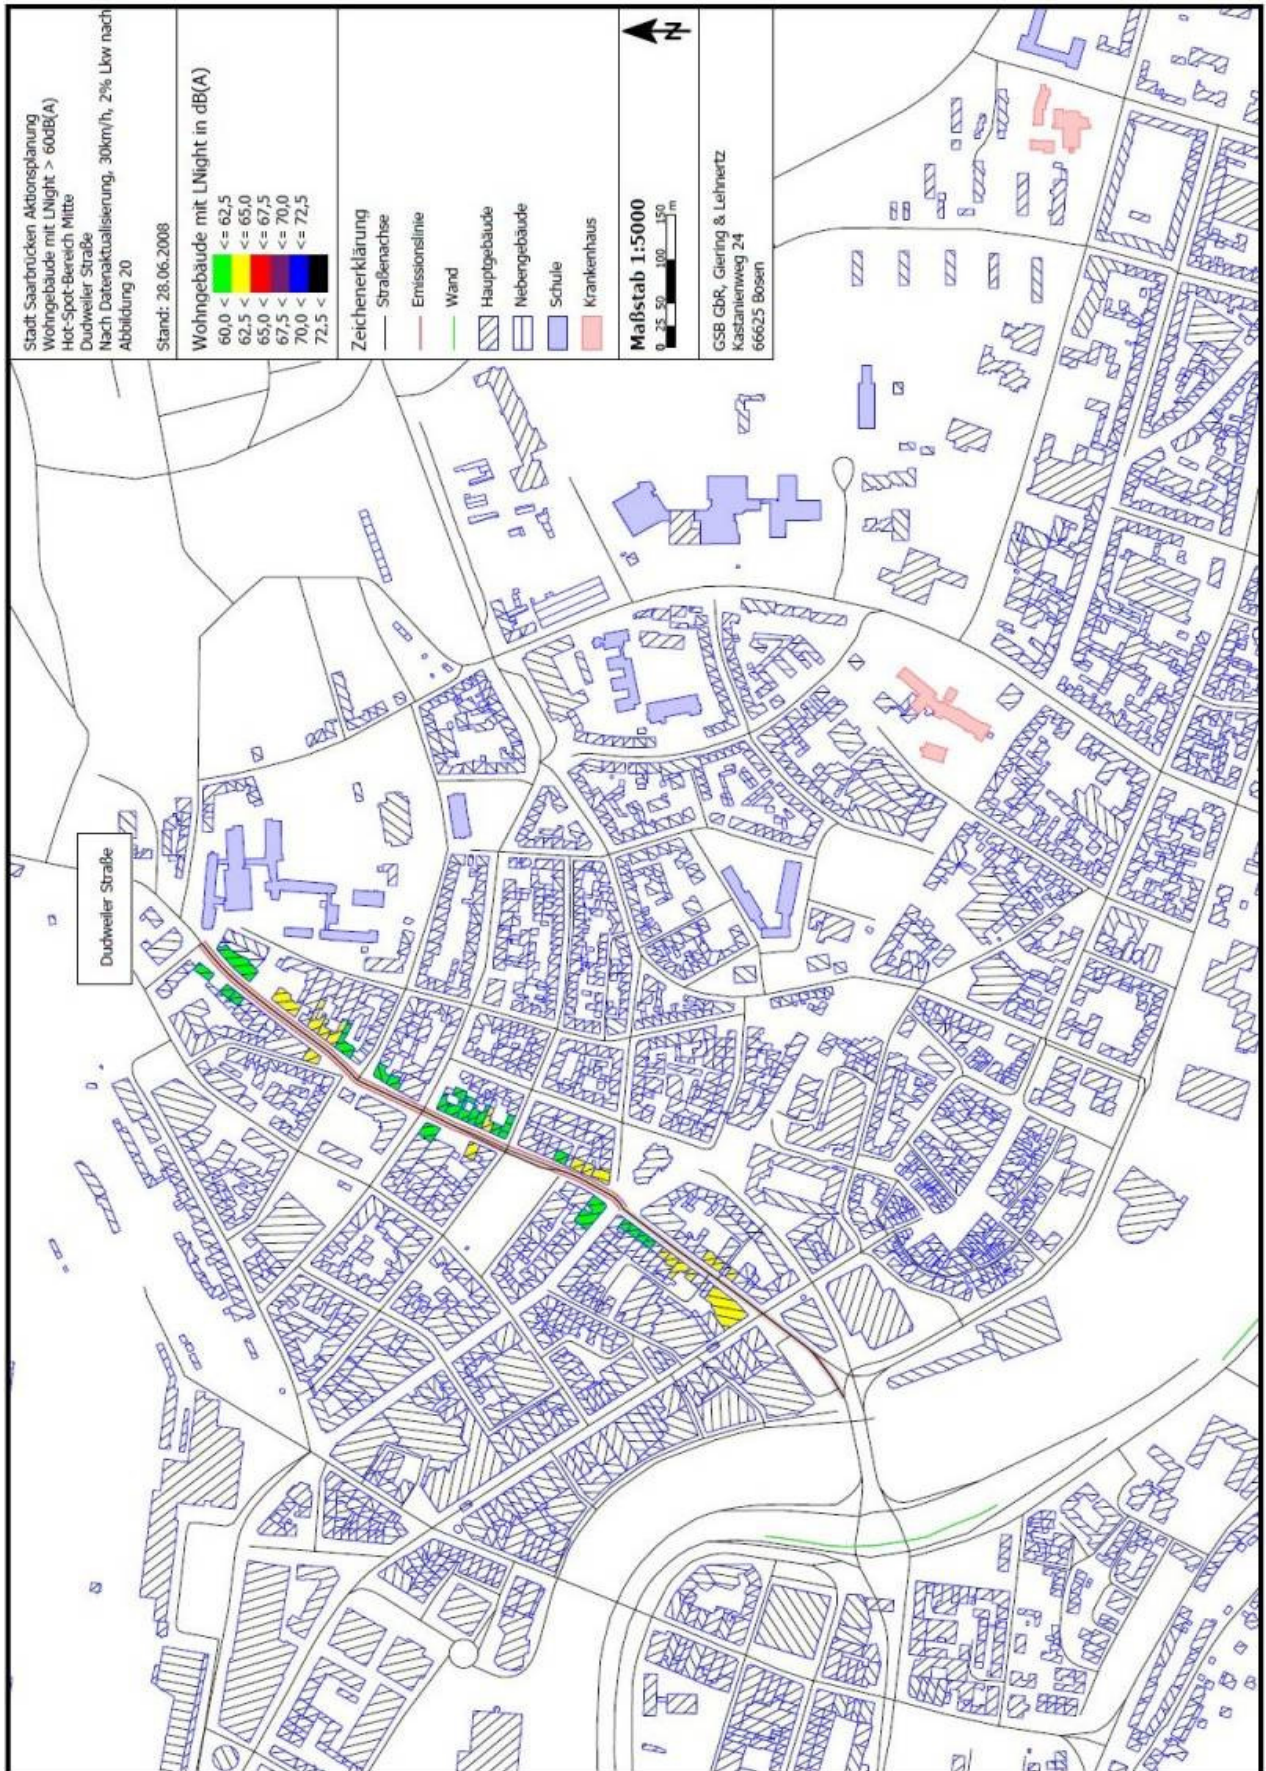 Stadt Saarbrücken Aktionsplanung
Wohngebäude mit LNight > 60dB(A)
Hot-Spot-Bereich Mitte
Dudweiler Straße
Nach Datenaktualisierung, 30km/h, 2% Lkw nach
Abbildung 20
Stand: 28.06.2008
Wohngebäude mit LNight in dB(A)
60,0 < <= 62,5
62,5 < <= 65,0
65,0 < <= 67,5
67,5 < <= 70,0
70,0 < <= 72,5
72,5 <
Zeichenerklärung
Straßenachse
Emissionslinie
Wand
Hauptgebäude
Nebengebäude
Schule
Krankenhaus
Maßstab 1:5000
0 25 50 100 150
m
N
GSB GbR, Giering & Lehnertz
Kastanienweg 24
66625 Bosen
Dudweiler Straße